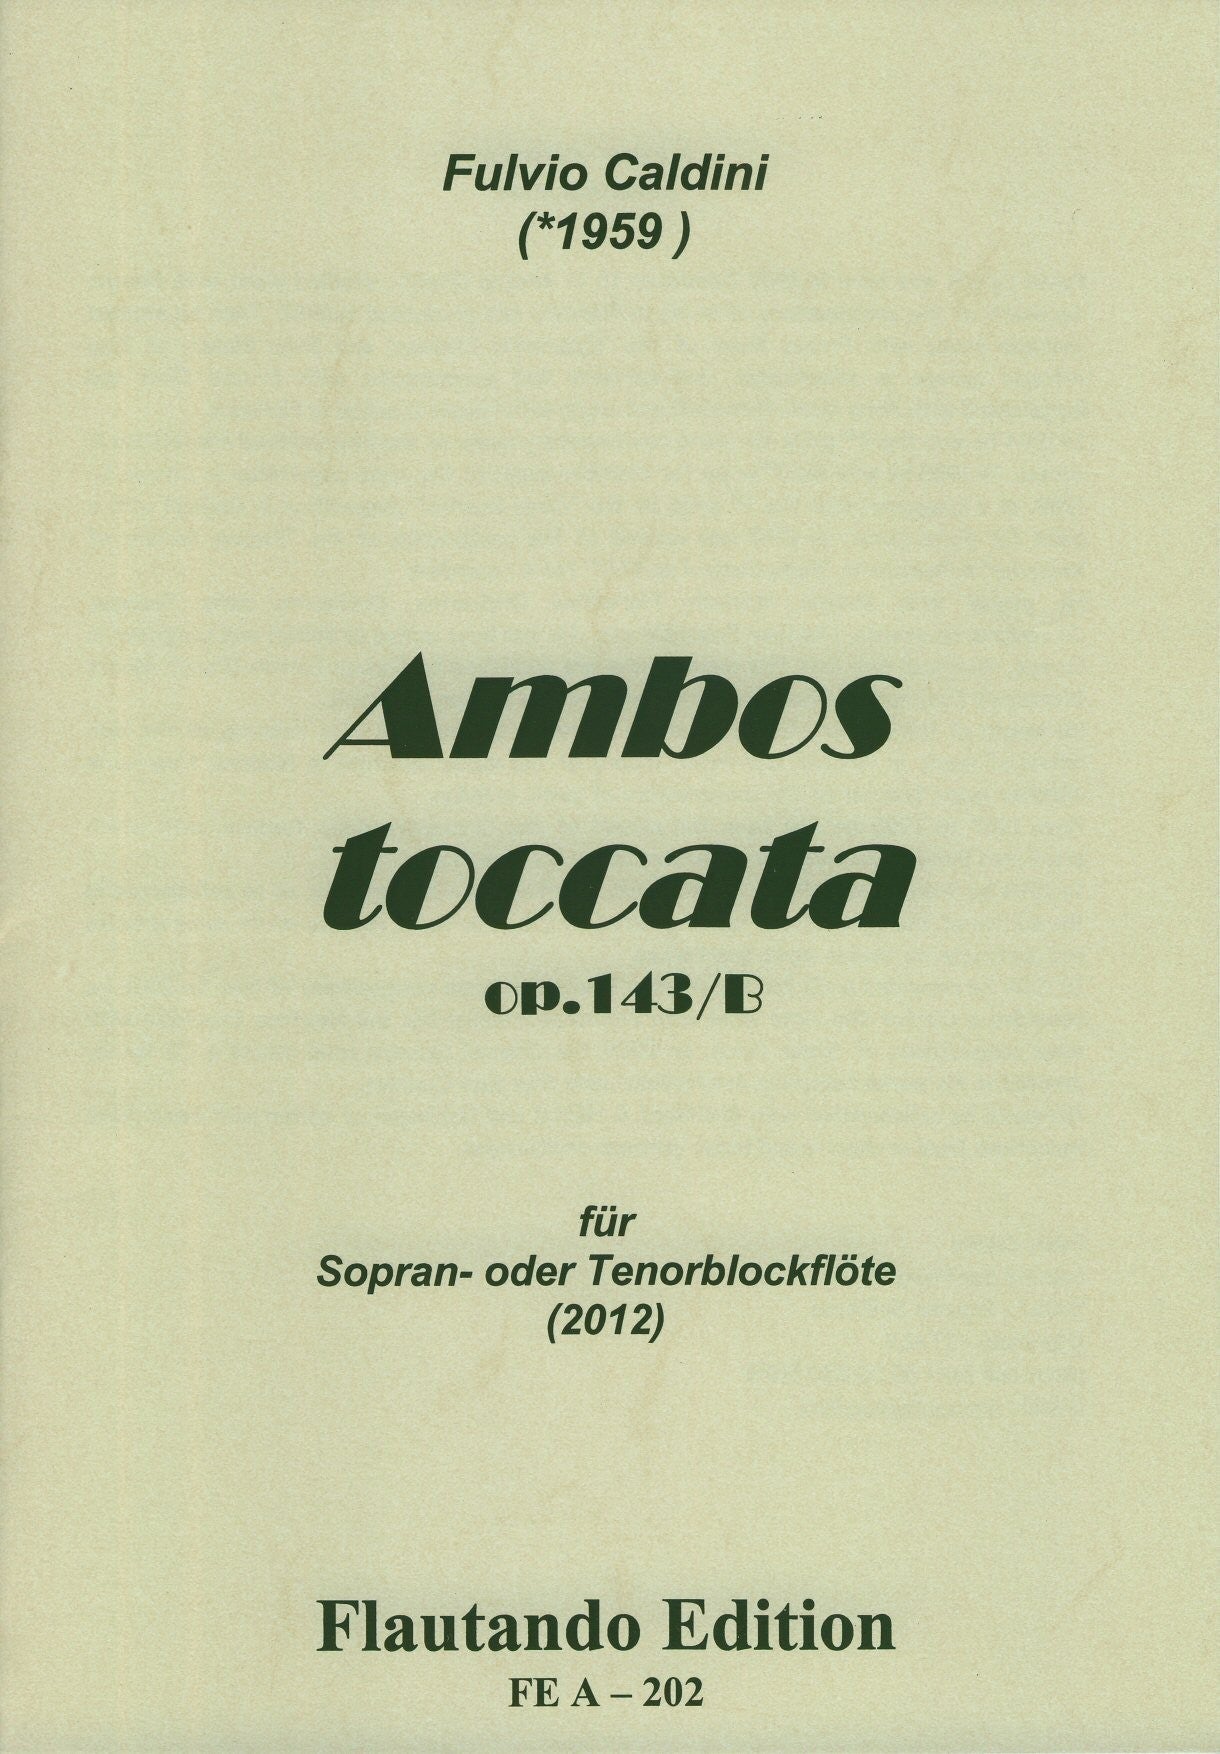 Fulvio Caldini
(*1959 )
Ambos
toccata
op.143/B
für
Sopran- oder Tenorblockflöte
(2012)
Flautando Edition
FE A – 202